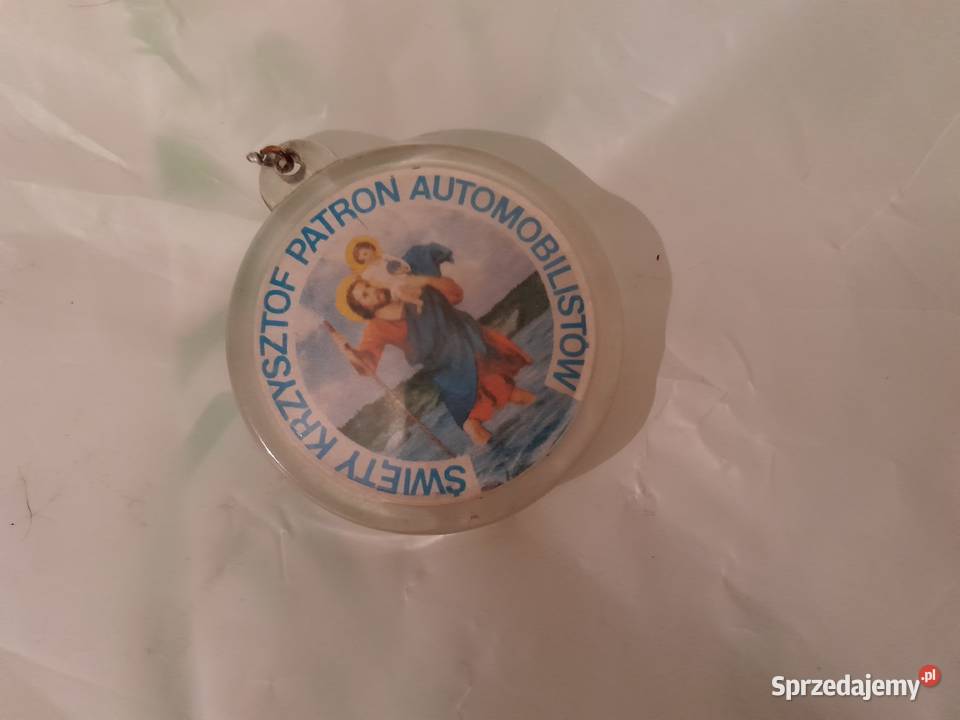 ŚWIĘTY KRZYSZTOF PATRON AUTOMOBILISTÓW
Sprzedajemy.pl